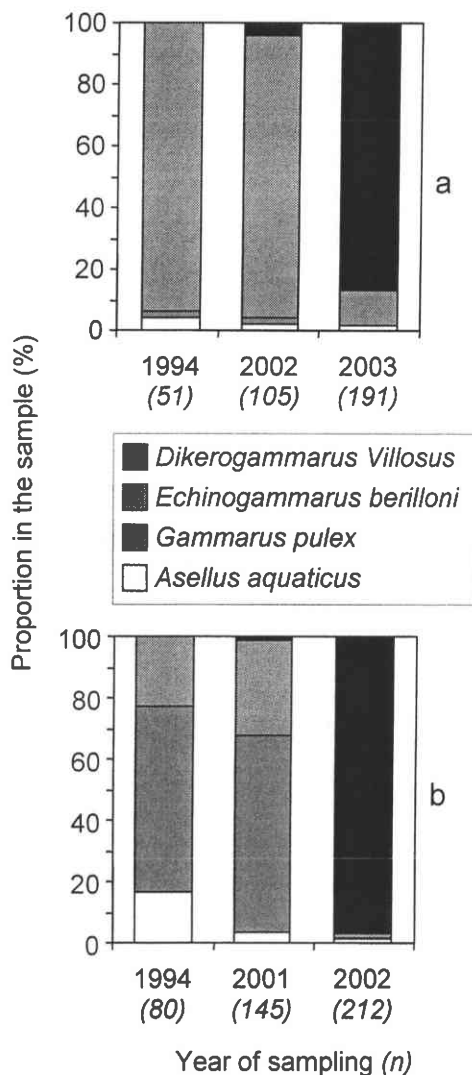 Proportion in the sample (%)
100
80
60
40
20
0
a
1994 2002 2003
(51) (105) (191)
Dikerogammarus Villosus
Echinogammarus berilloni
Gammarus pulex
Asellus aquaticus
100
80
60
40
20
0
b
1994 2001 2002
(80) (145) (212)
Year of sampling (n)